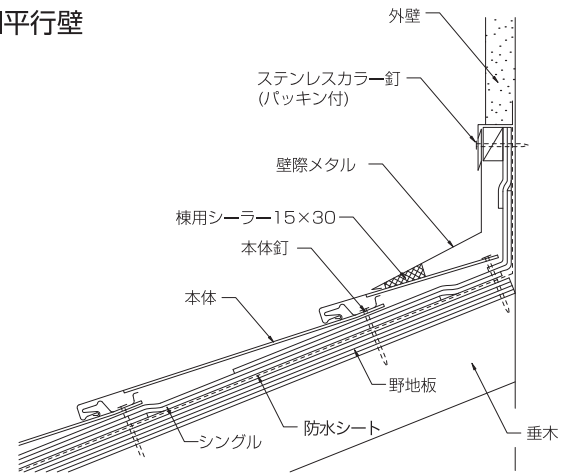 平行壁
外壁
ステンレスカラー釘
(パッキン付)
壁際メタル
棟用シーラー15×30
本体釘
本体
野地板
防水シート
シングル
垂木